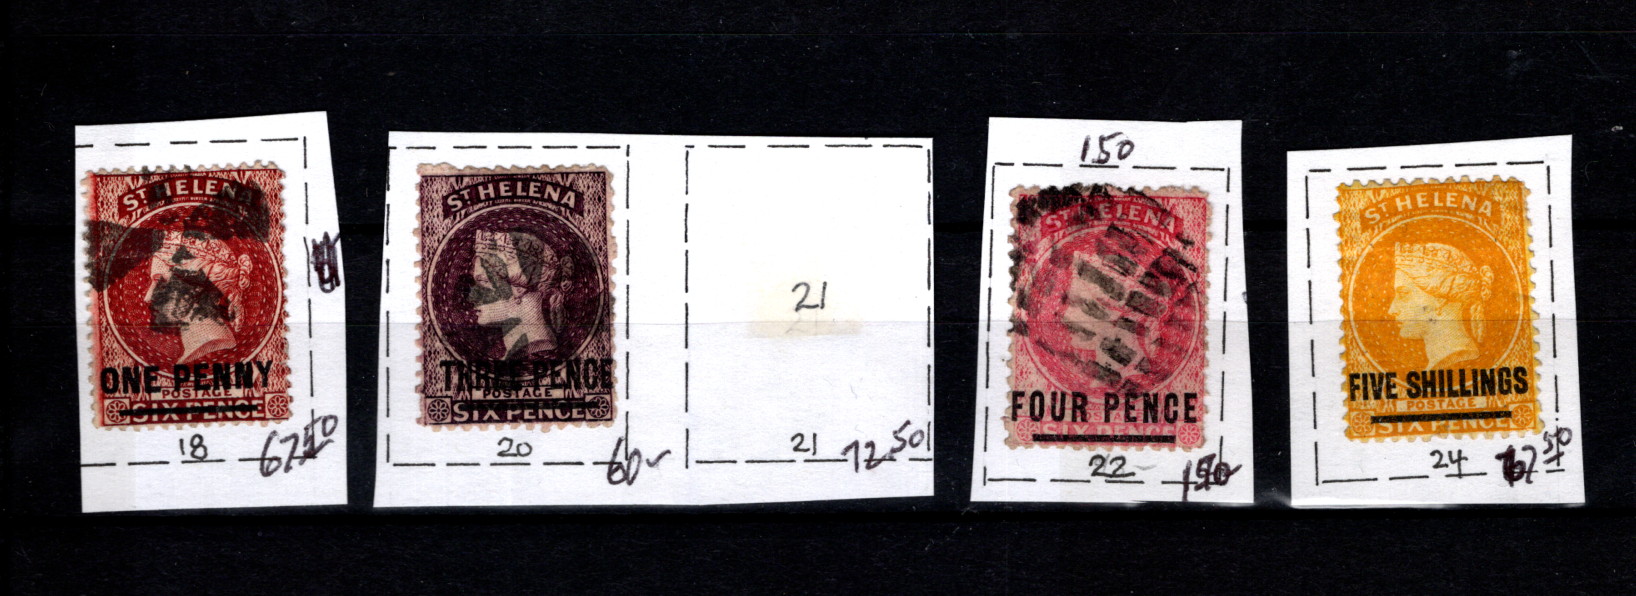 ST HELENA
ONE PENNY
POSTAGE
SIX PENCE
18
67.50
ST HELENA
THREE PENCE
POSTAGE
SIX PENCE
20
60-
21
21
72.50
150
ST HELENA
FOUR PENCE
SIX PENCE
22
150-
ST HELENA
FIVE SHILLINGS
POSTAGE
SIX PENCE
24